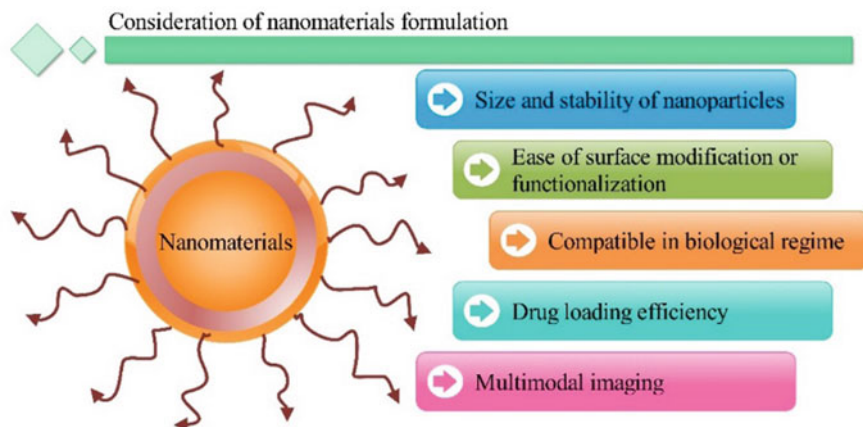 Consideration of nanomaterials formulation
Nanomaterials
Size and stability of nanoparticles
Ease of surface modification or
functionalization
Compatible in biological regime
Drug loading efficiency
Multimodal imaging